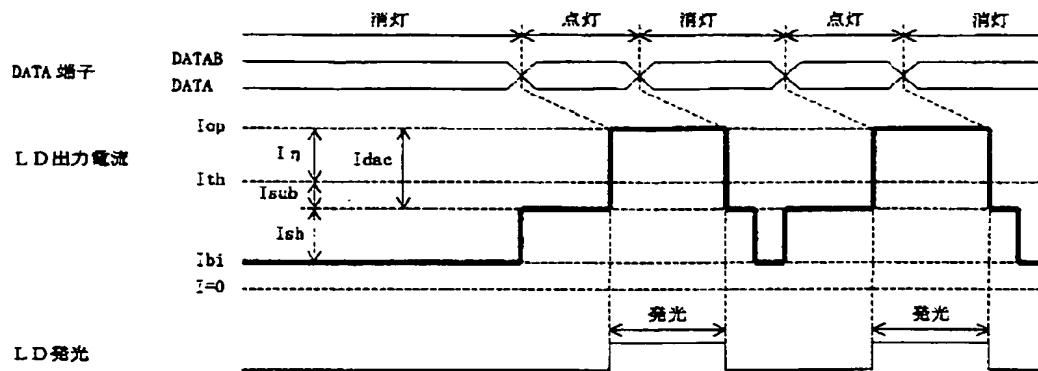 消灯 点灯 消灯 点灯 消灯
DATAB
DATA 端子
DATA
Iop
LD出力電流
Iη
Idac
Ith
Isub
Ish
Ibi
I=0
発光 発光
LD発光